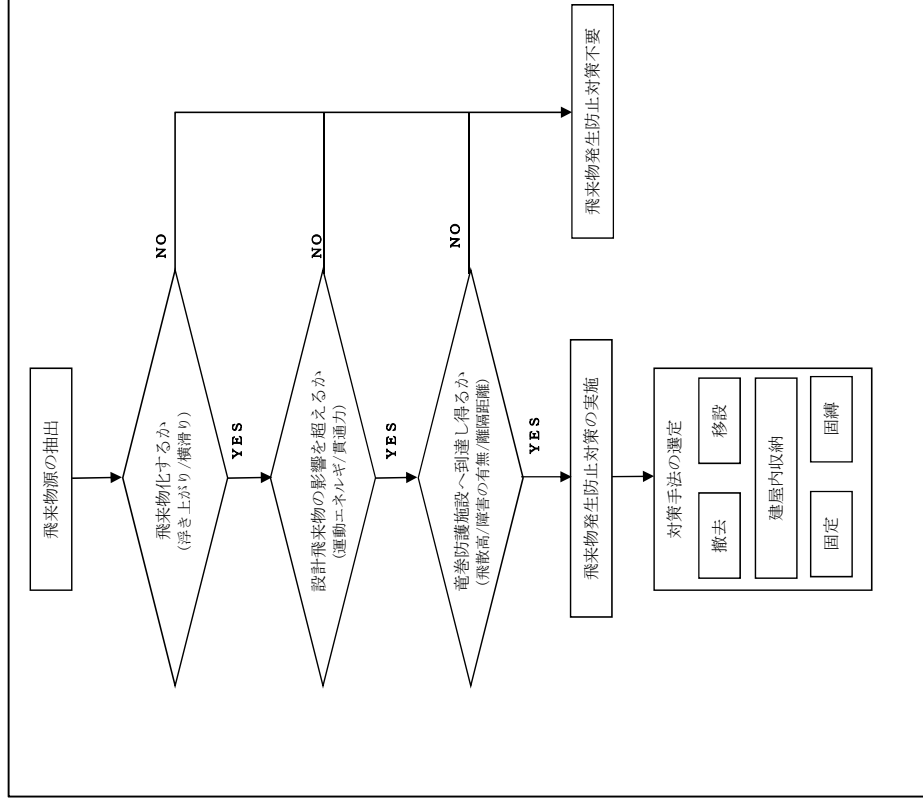 飛来物源の抽出
飛来物化するか
(浮き上がり/横滑り)
NO
YES
設計飛来物の影響を超えるか
(運動エネルギ/貫通力)
NO
YES
竜巻防護施設へ到達し得るか
(飛散高/障害の有無/離隔距離)
NO
YES
飛来物発生防止対策の実施
飛来物発生防止対策不要
対策手法の選定
撤去
移設
建屋内収納
固定
固縛